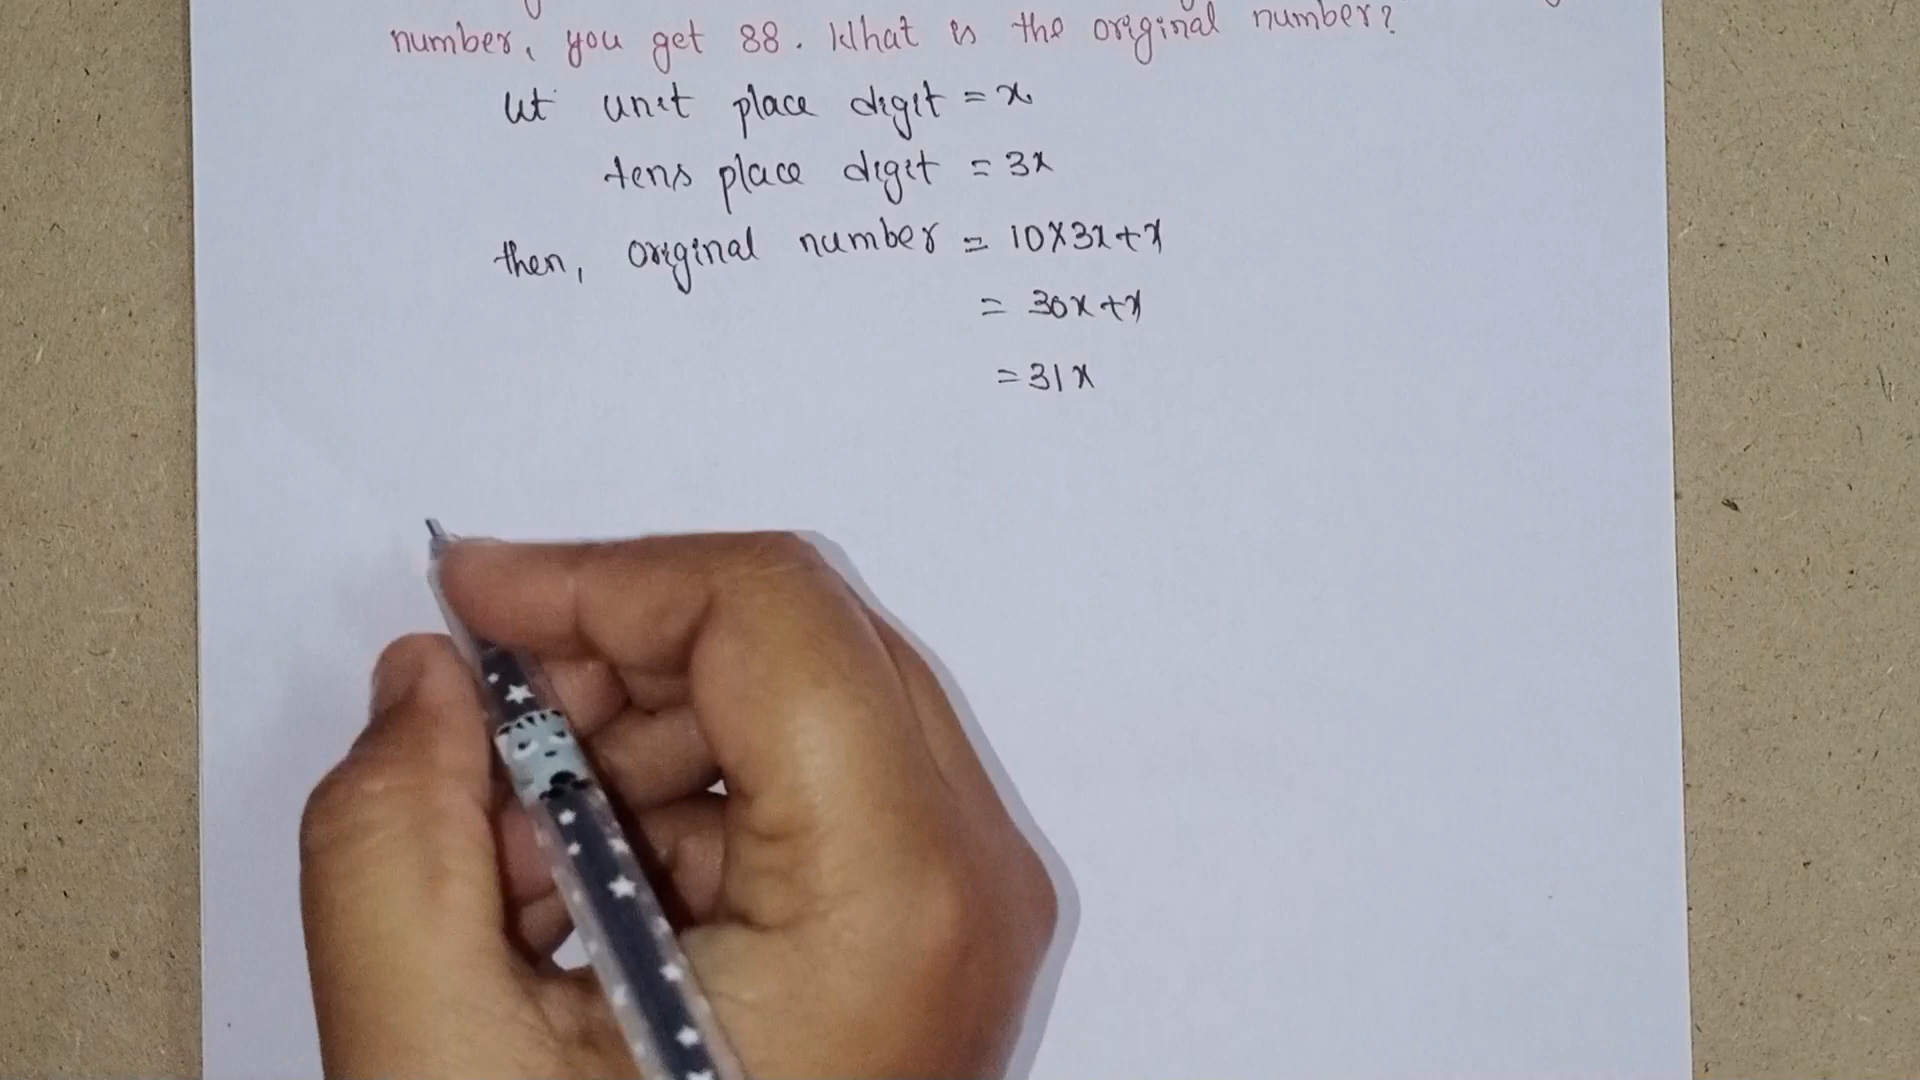 number, you get 88. What is the original number?
Let unit place digit = x
tens place digit = 3x
then, original number = 10×3x+x
= 30x+x
= 31x